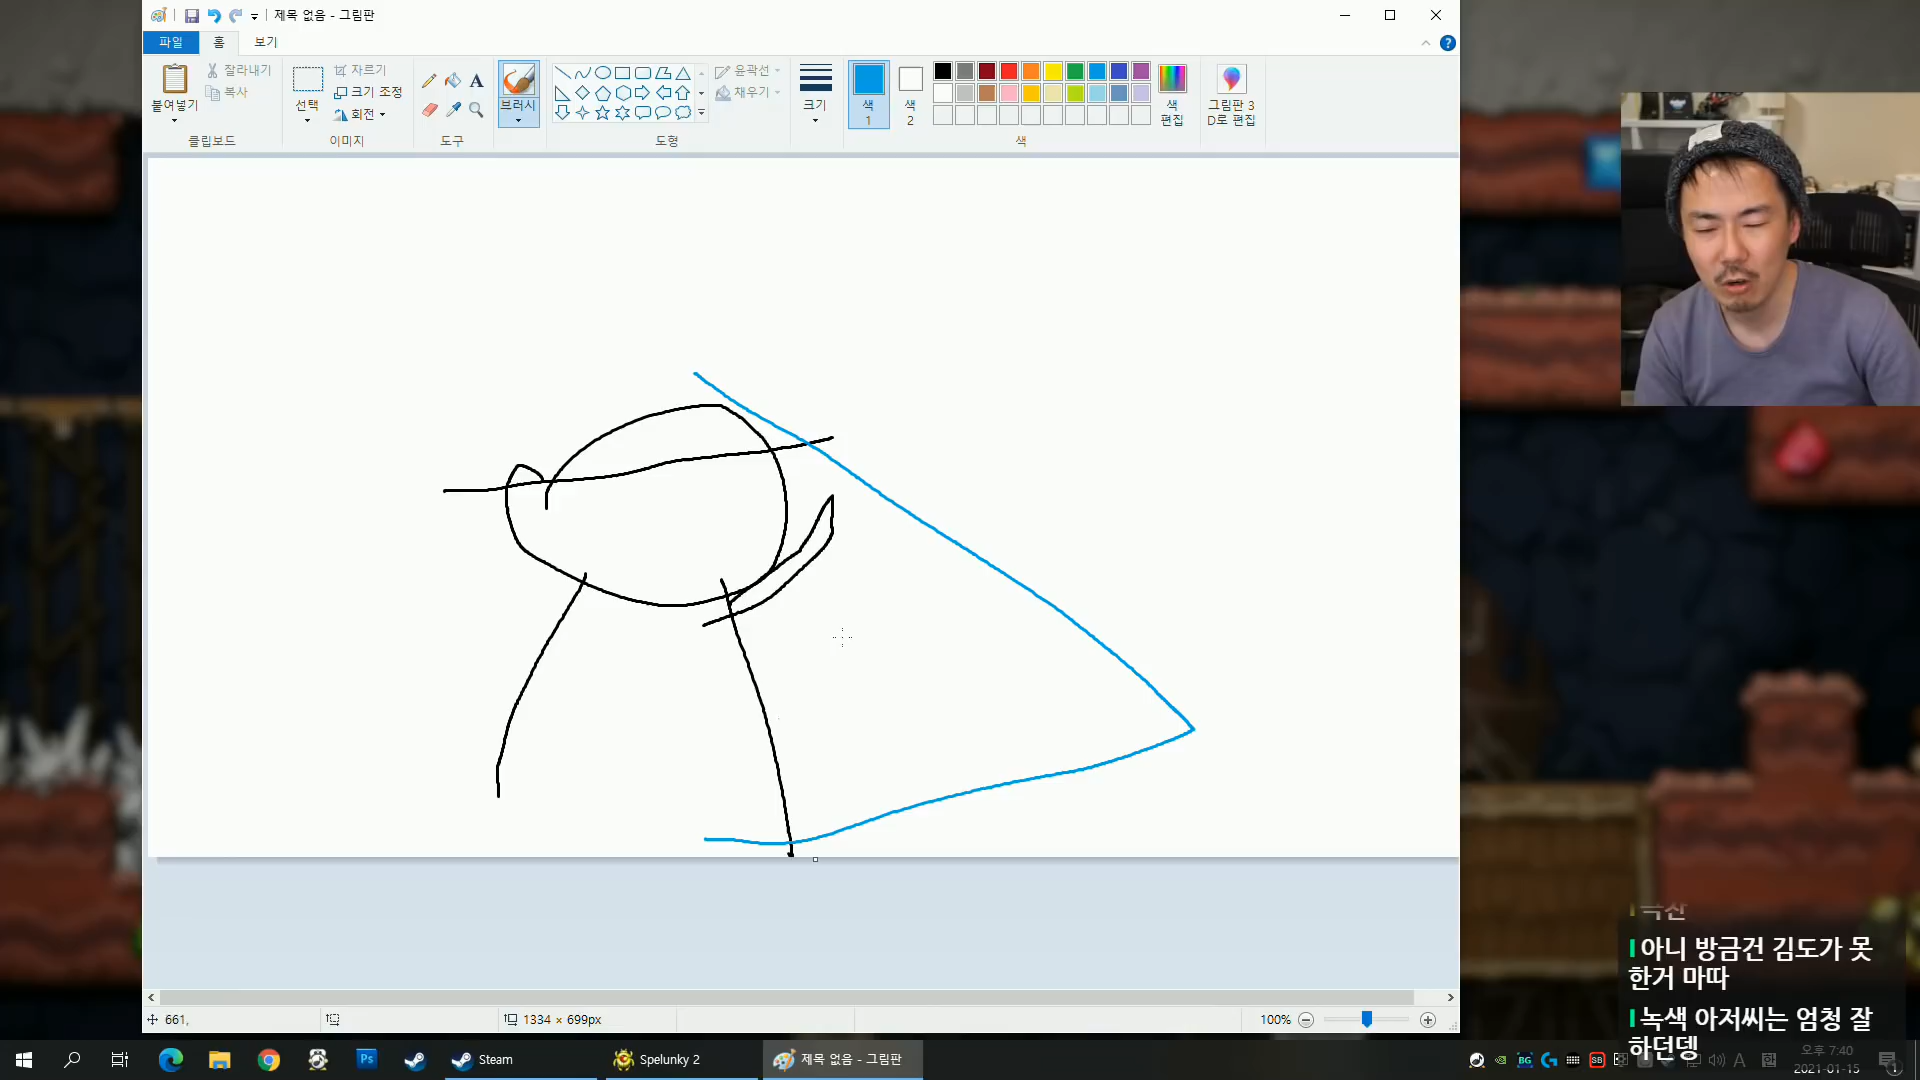 제목 없음 - 그림판
파일 홈 보기
붙여넣기 잘라내기 복사 클립보드
선택 자르기 크기 조정 회전 이미지
A 도구
브러시
윤곽선 채우기 도형
크기
색 1
색 2
색 편집
색
그림판 3D로 편집
아니 방금건 김도가 못
한거 마따
녹색 아저씨는 엄청 잘
하던뎅
661,
1334 × 699px
100%
Ps
Steam
Spelunky 2
제목 없음 - 그림판
BG
SB
A
오후 7:40
2021-01-15